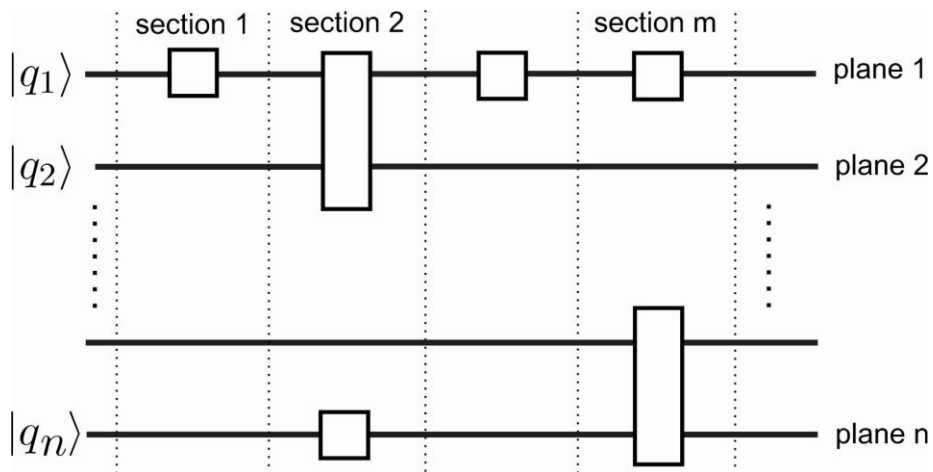 section 1 section 2 section m
|q₁⟩ plane 1
|q₂⟩ plane 2
|qₙ⟩ plane n